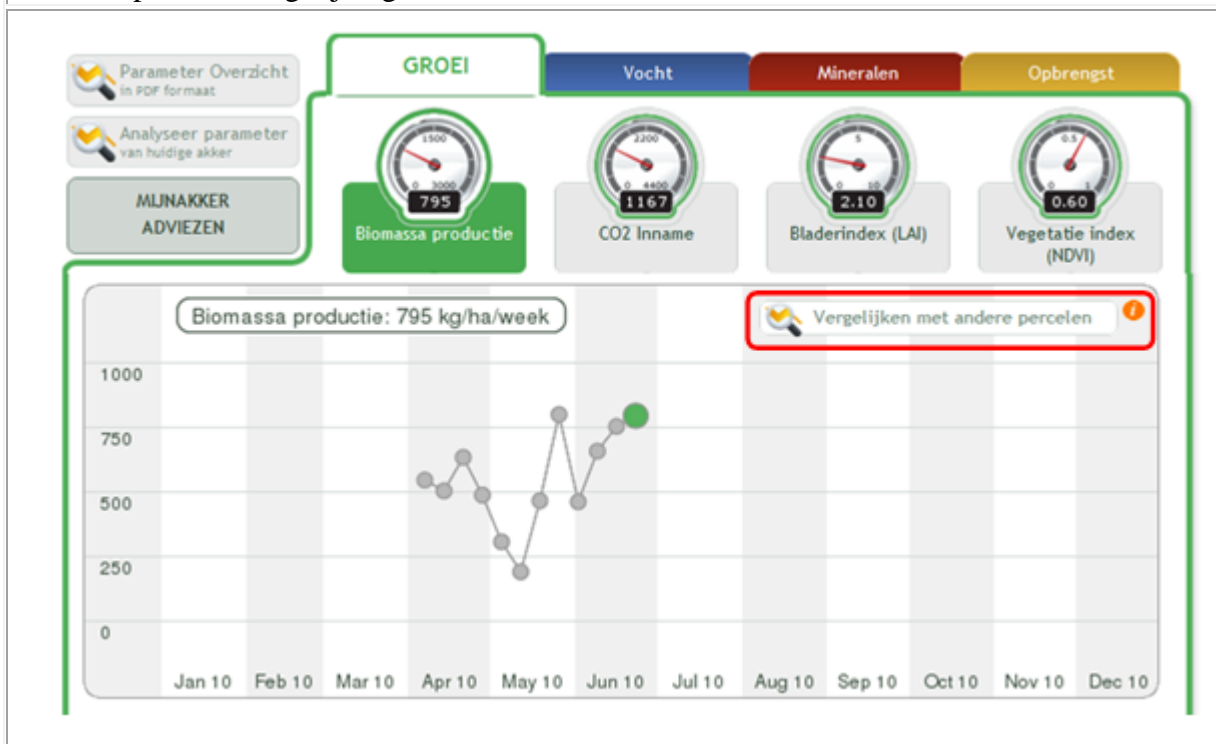 Parameter Overzicht
in PDF formaat
Analyseer parameter
van huidige akker
MIJNAKKER
ADVIEZEN
GROEI
Vocht
Mineralen
Opbrengst
1500
0 3000
795
Biomassa productie
2200
0 4400
1167
CO2 Inname
5
0 10
2.10
Bladerindex (LAI)
0.5
0 1
0.60
Vegetatie index
(NDVI)
Biomassa productie: 795 kg/ha/week
Vergelijken met andere percelen
i
1000
750
500
250
0
Jan 10 Feb 10 Mar 10 Apr 10 May 10 Jun 10 Jul 10 Aug 10 Sep 10 Oct 10 Nov 10 Dec 10